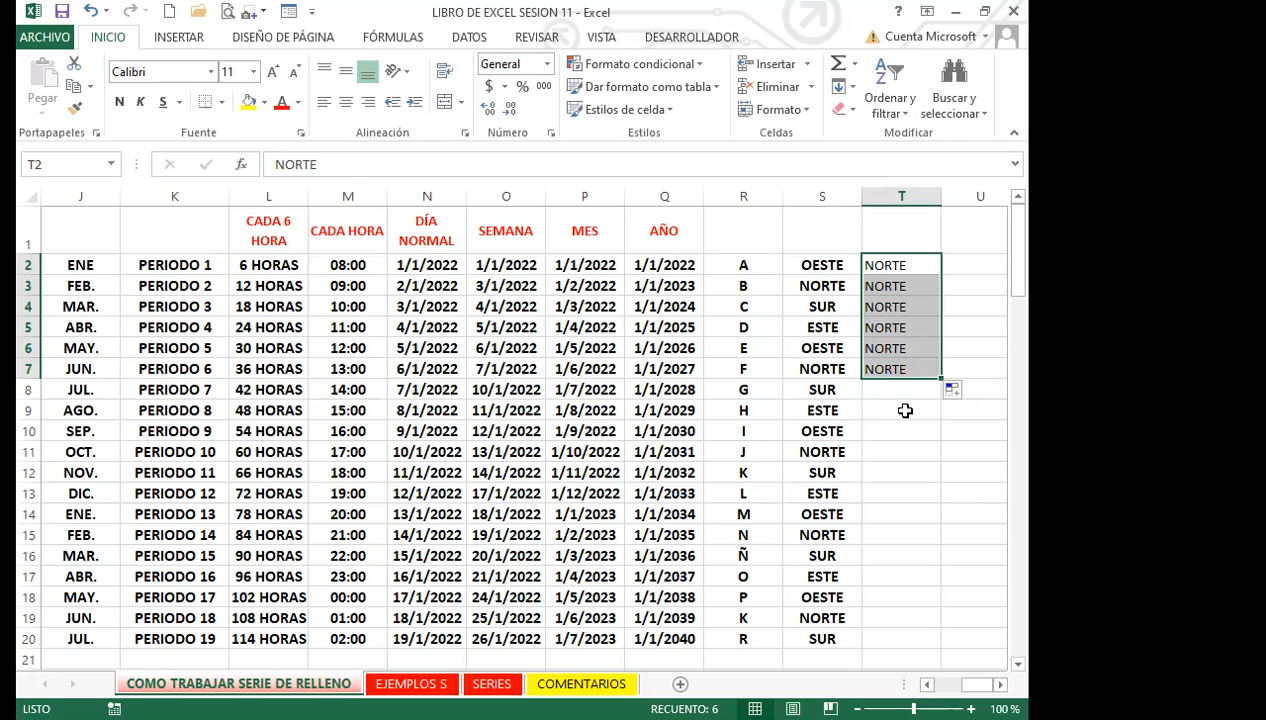 LIBRO DE EXCEL SESION 11 - Excel
ARCHIVO INICIO INSERTAR DISEÑO DE PÁGINA FÓRMULAS DATOS REVISAR VISTA DESARROLLADOR Cuenta Microsoft
Pegar Calibri 11 N K S General $ % 000 Formato condicional Dar formato como tabla Estilos de celda Insertar Eliminar Formato Ordenar y filtrar Buscar y seleccionar
Portapapeles Fuente Alineación Número Estilos Celdas Modificar
T2 fx NORTE
J K L M N O P Q R S T U
1 CADA 6 HORA CADA HORA DÍA NORMAL SEMANA MES AÑO
2 ENE PERIODO 1 6 HORAS 08:00 1/1/2022 1/1/2022 1/1/2022 1/1/2022 A OESTE NORTE
3 FEB. PERIODO 2 12 HORAS 09:00 2/1/2022 3/1/2022 1/2/2022 1/1/2023 B NORTE NORTE
4 MAR. PERIODO 3 18 HORAS 10:00 3/1/2022 4/1/2022 1/3/2022 1/1/2024 C SUR NORTE
5 ABR. PERIODO 4 24 HORAS 11:00 4/1/2022 5/1/2022 1/4/2022 1/1/2025 D ESTE NORTE
6 MAY. PERIODO 5 30 HORAS 12:00 5/1/2022 6/1/2022 1/5/2022 1/1/2026 E OESTE NORTE
7 JUN. PERIODO 6 36 HORAS 13:00 6/1/2022 7/1/2022 1/6/2022 1/1/2027 F NORTE NORTE
8 JUL. PERIODO 7 42 HORAS 14:00 7/1/2022 10/1/2022 1/7/2022 1/1/2028 G SUR
9 AGO. PERIODO 8 48 HORAS 15:00 8/1/2022 11/1/2022 1/8/2022 1/1/2029 H ESTE
10 SEP. PERIODO 9 54 HORAS 16:00 9/1/2022 12/1/2022 1/9/2022 1/1/2030 I OESTE
11 OCT. PERIODO 10 60 HORAS 17:00 10/1/2022 13/1/2022 1/10/2022 1/1/2031 J NORTE
12 NOV. PERIODO 11 66 HORAS 18:00 11/1/2022 14/1/2022 1/11/2022 1/1/2032 K SUR
13 DIC. PERIODO 12 72 HORAS 19:00 12/1/2022 17/1/2022 1/12/2022 1/1/2033 L ESTE
14 ENE. PERIODO 13 78 HORAS 20:00 13/1/2022 18/1/2022 1/1/2023 1/1/2034 M OESTE
15 FEB. PERIODO 14 84 HORAS 21:00 14/1/2022 19/1/2022 1/2/2023 1/1/2035 N NORTE
16 MAR. PERIODO 15 90 HORAS 22:00 15/1/2022 20/1/2022 1/3/2023 1/1/2036 Ñ SUR
17 ABR. PERIODO 16 96 HORAS 23:00 16/1/2022 21/1/2022 1/4/2023 1/1/2037 O ESTE
18 MAY. PERIODO 17 102 HORAS 00:00 17/1/2022 24/1/2022 1/5/2023 1/1/2038 P OESTE
19 JUN. PERIODO 18 108 HORAS 01:00 18/1/2022 25/1/2022 1/6/2023 1/1/2039 K NORTE
20 JUL. PERIODO 19 114 HORAS 02:00 19/1/2022 26/1/2022 1/7/2023 1/1/2040 R SUR
21
COMO TRABAJAR SERIE DE RELLENO EJEMPLOS S SERIES COMENTARIOS
LISTO RECUENTO: 6 100 %